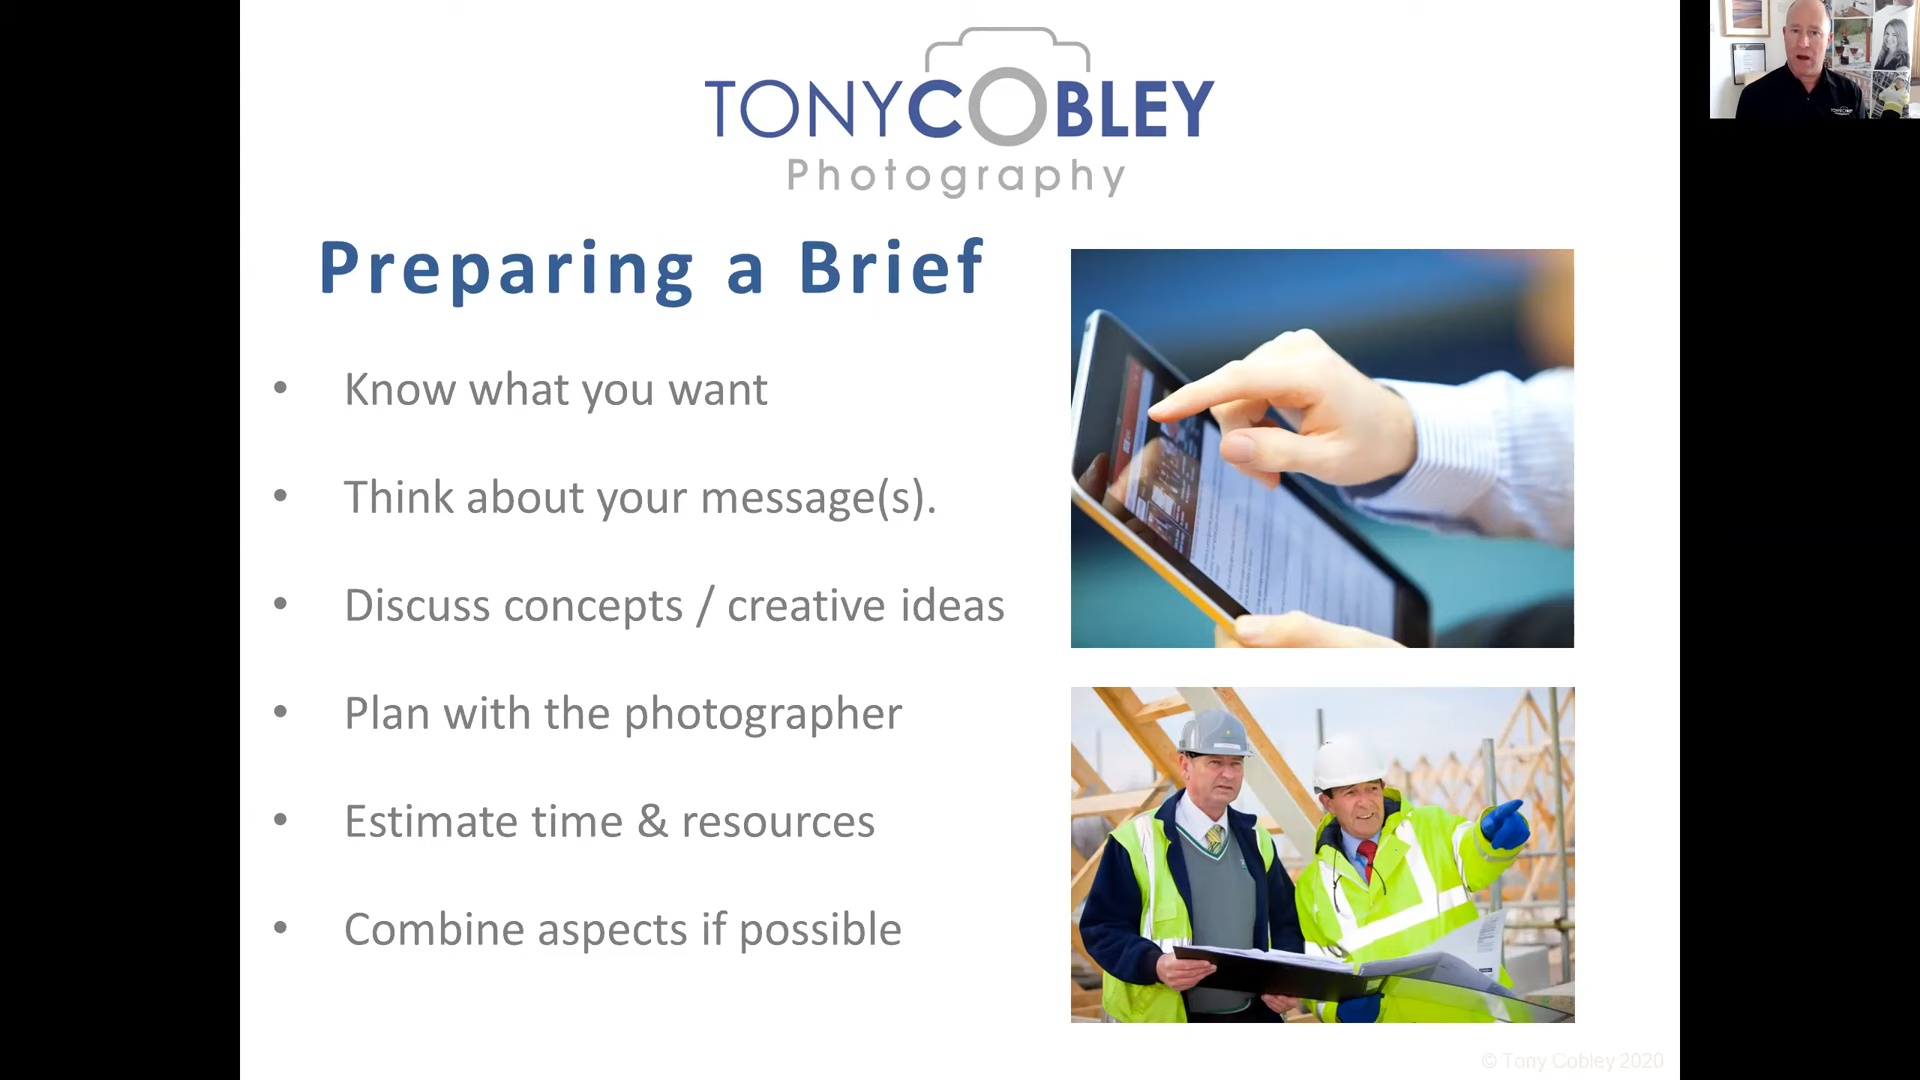 TONYCOBLEY
Photography
Preparing a Brief
• Know what you want
• Think about your message(s).
• Discuss concepts / creative ideas
• Plan with the photographer
• Estimate time & resources
• Combine aspects if possible
© Tony Cobley 2020